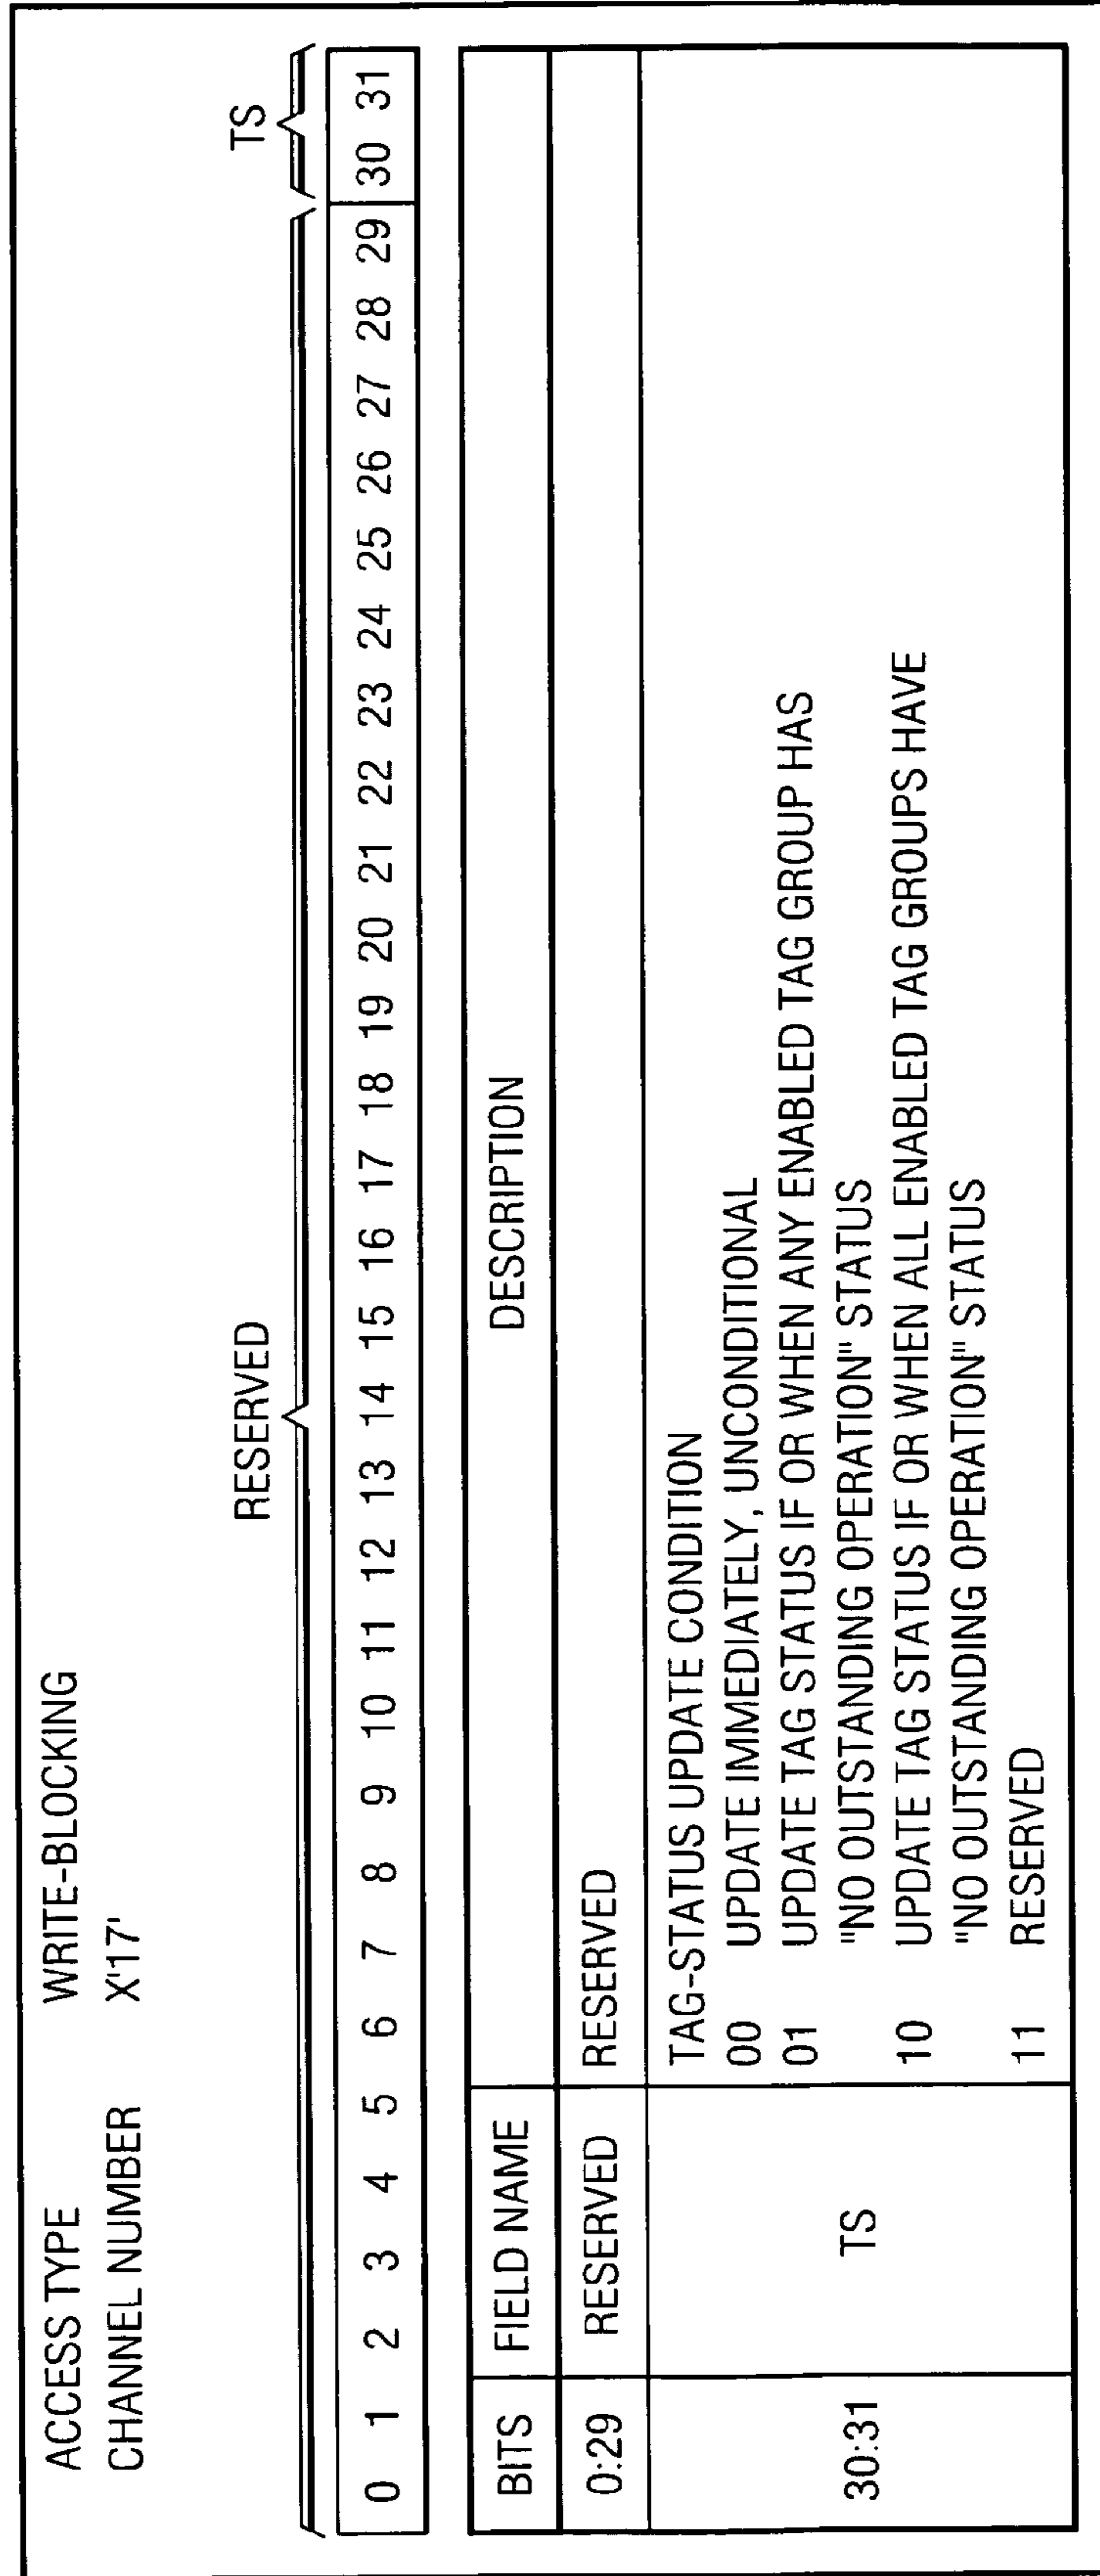 ACCESS TYPE WRITE-BLOCKING
CHANNEL NUMBER X'17'
RESERVED TS
0 1 2 3 4 5 6 7 8 9 10 11 12 13 14 15 16 17 18 19 20 21 22 23 24 25 26 27 28 29 30 31
BITS FIELD NAME DESCRIPTION
0:29 RESERVED RESERVED
30:31 TS TAG-STATUS UPDATE CONDITION
00 UPDATE IMMEDIATELY, UNCONDITIONAL
01 UPDATE TAG STATUS IF OR WHEN ANY ENABLED TAG GROUP HAS
"NO OUTSTANDING OPERATION" STATUS
10 UPDATE TAG STATUS IF OR WHEN ALL ENABLED TAG GROUPS HAVE
"NO OUTSTANDING OPERATION" STATUS
11 RESERVED